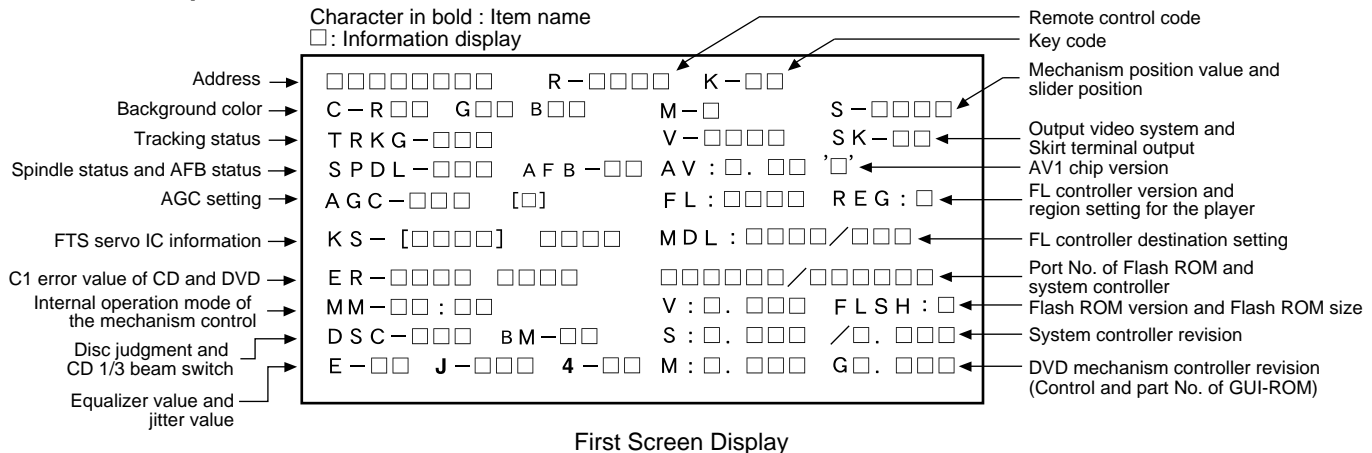 Character in bold : Item name
□ : Information display
Remote control code
Key code
Mechanism position value and
slider position
Output video system and
Skirt terminal output
AV1 chip version
FL controller version and
region setting for the player
FL controller destination setting
Port No. of Flash ROM and
system controller
Flash ROM version and Flash ROM size
System controller revision
DVD mechanism controller revision
(Control and part No. of GUI-ROM)
Address
Background color
Tracking status
Spindle status and AFB status
AGC setting
FTS servo IC information
C1 error value of CD and DVD
Internal operation mode of
the mechanism control
Disc judgment and
CD 1/3 beam switch
Equalizer value and
jitter value
□□□□□□□□ R–□□□□ K–□□
C–R□□ G□□ B□□ M–□ S–□□□□
TRKG–□□□ V–□□□□ SK–□□
SPDL–□□□ AFB–□□ AV:□.□□ '□'
AGC–□□□ [□] FL:□□□□ REG:□
KS–[□□□□] □□□□ MDL:□□□□/□□□
ER–□□□□ □□□□ □□□□□□/□□□□□□
MM–□□:□□ V:□.□□□ FLSH:□
DSC–□□□ BM–□□ S:□.□□□ /□.□□□
E–□□ J–□□□ 4–□□ M:□.□□□ G□.□□□
First Screen Display